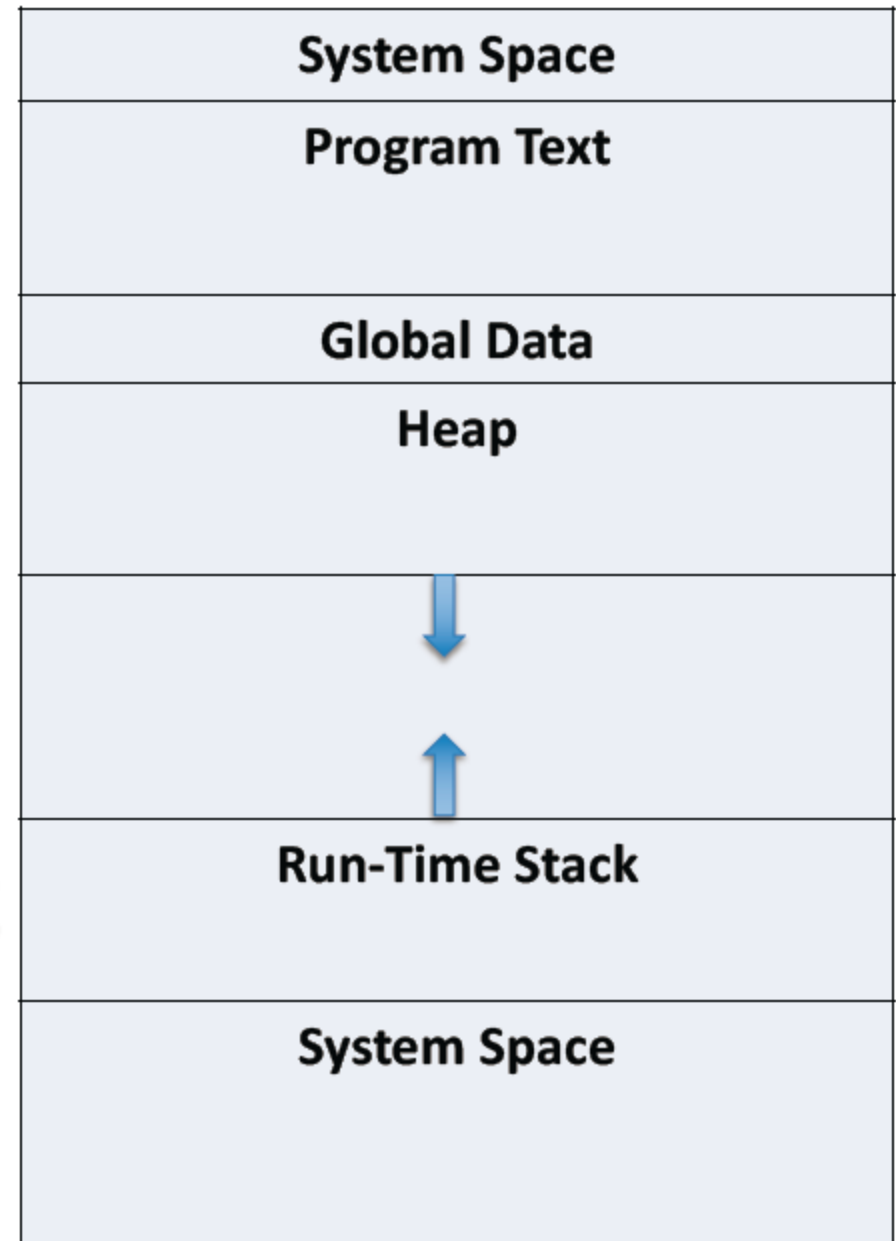 System Space
Program Text
Global Data
Heap
Run-Time Stack
System Space